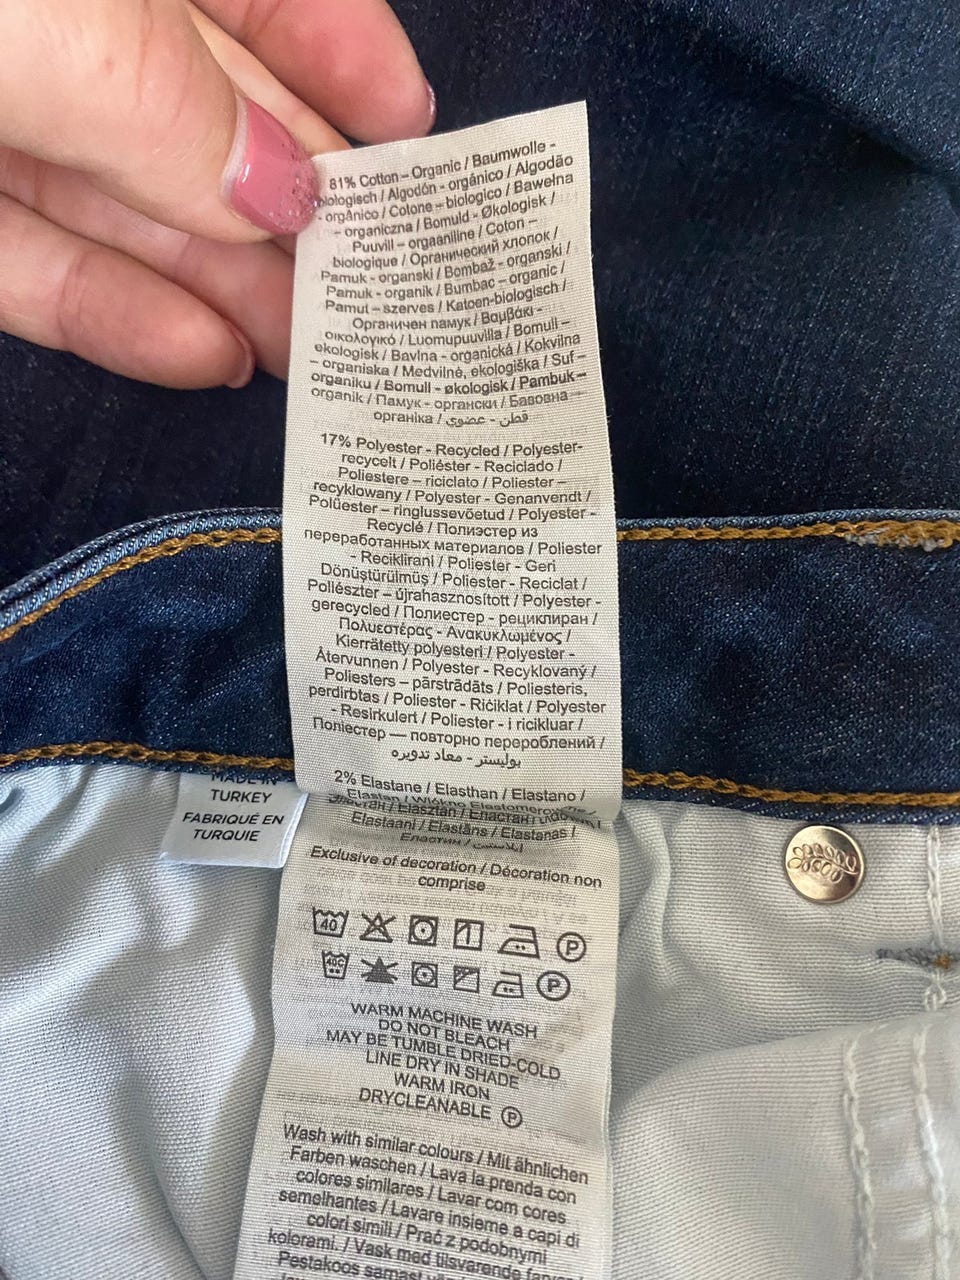 81% Cotton – Organic / Baumwolle -
biologisch / Algodón - orgánico / Algodão
- orgânico / Cotone – biologico / Bawełna
– organiczna / Bomuld - Økologisk /
Puuvill – orgaaniline / Coton –
biologique / Органический хлопок /
Pamuk - organski / Bombaž - organski /
Pamuk - organik / Bumbac – organic /
Pamut – szerves / Katoen-biologisch /
Органичен памук / Βαμβάκι -
οικολογικό / Luomupuuvilla / Bomull –
ekologisk / Bavlna - organická / Kokvilna
– organiska / Medvilnė, ekologiška / Suf –
organiku / Bomull - økologisk / Pambuk –
organik / Памук - органски / Бавовна –
органіка / قطن - عضوي
17% Polyester - Recycled / Polyester-
recycelt / Poliéster - Reciclado /
Poliestere – riciclato / Poliester –
recyklowany / Polyester - Genanvendt /
Polüester – ringlussevõetud / Polyester -
Recyclé / Полиэстер из
переработанных материалов / Poliester
- Reciklirani / Poliester - Geri
Dönüştürülmüş / Poliester - Reciclat /
Poliészter – újrahasznosított / Polyester -
gerecycled / Полиестер - рециклиран /
Πολυεστέρας - Ανακυκλωμένος /
Kierrätetty polyesteri / Polyester -
Återvunnen / Polyester - Recyklovaný /
Poliesters – pārstrādāts / Poliesteris,
perdirbtas / Poliester - Riċiklat / Polyester
- Resirkulert / Poliester - i ricikluar /
Поліестер — повторно перероблений /
بوليستر - معاد تدويره
2% Elastane / Elasthan / Elastano /
Elastaani / Elastāns / Elastanas /
Еластин /
Exclusive of decoration / Décoration non
comprise
MADE IN
TURKEY
FABRIQUÉ EN
TURQUIE
40 P
40C P
WARM MACHINE WASH
DO NOT BLEACH
MAY BE TUMBLE DRIED-COLD
LINE DRY IN SHADE
WARM IRON
DRYCLEANABLE P
Wash with similar colours / Mit ähnlichen
Farben waschen / Lava la prenda con
colores similares / Lavar com cores
semelhantes / Lavare insieme a capi di
colori simili / Prać z podobnymi
kolorami. / Vask med tilsvarende farver /
Pestakoos samast